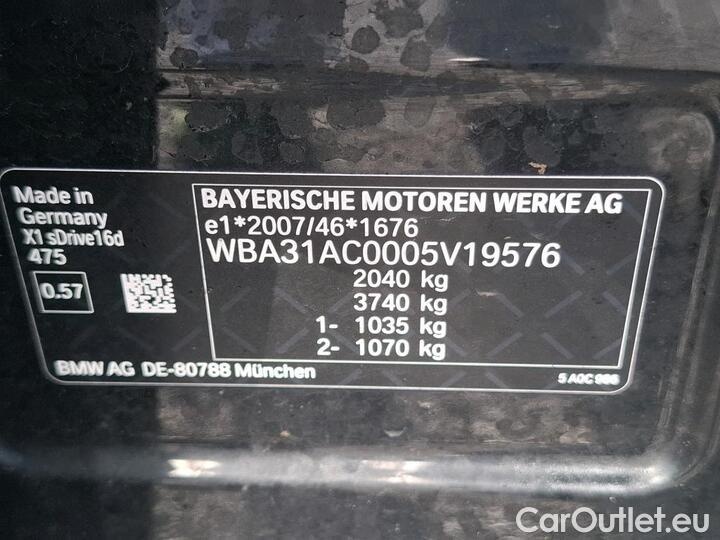 Made in
Germany
X1 sDrive16d
475
0.57
BAYERISCHE MOTOREN WERKE AG
e1*2007/46*1676
WBA31AC0005V19576
2040 kg
3740 kg
1- 1035 kg
2- 1070 kg
BMW AG DE-80788 München
5 A0C 986
CarOutlet.eu